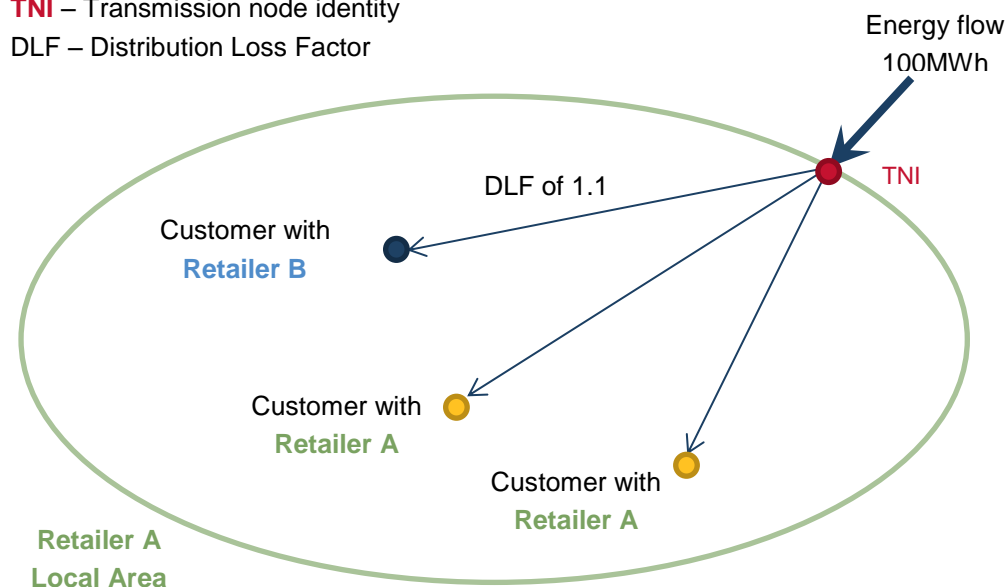 TNI – Transmission node identity
DLF – Distribution Loss Factor
Energy flow
100MWh
TNI
DLF of 1.1
Customer with
Retailer B
Customer with
Retailer A
Customer with
Retailer A
Retailer A
Local Area